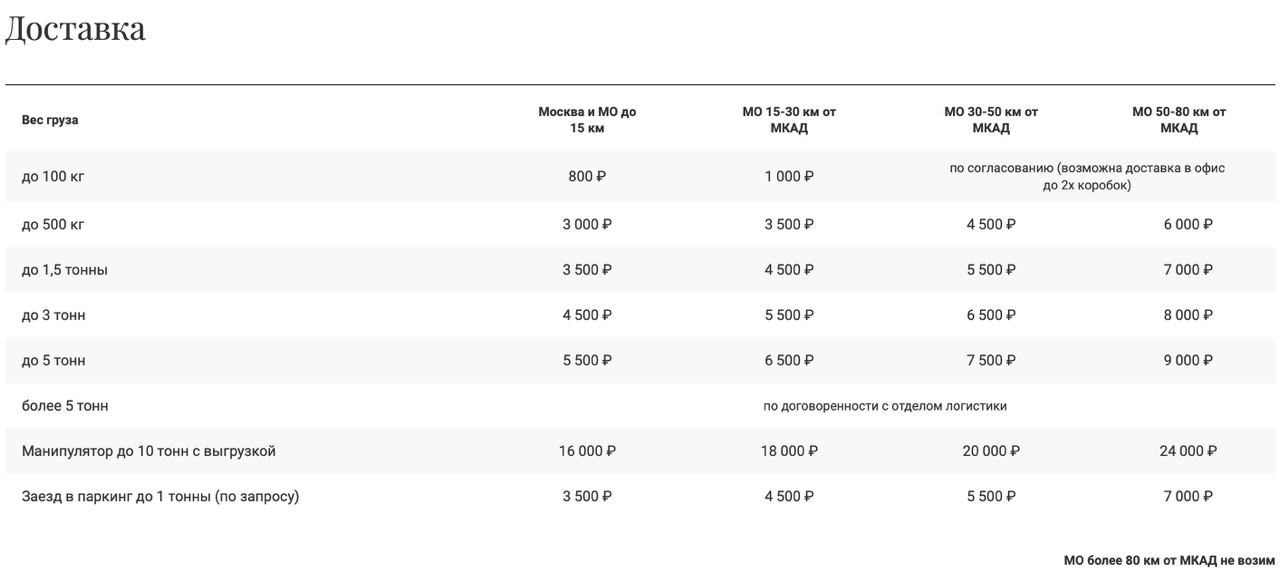 Доставка
Вес груза Москва и МО до 15 км МО 15-30 км от МКАД МО 30-50 км от МКАД МО 50-80 км от МКАД
до 100 кг 800 ₽ 1 000 ₽ по согласованию (возможна доставка в офис до 2х коробок)
до 500 кг 3 000 ₽ 3 500 ₽ 4 500 ₽ 6 000 ₽
до 1,5 тонны 3 500 ₽ 4 500 ₽ 5 500 ₽ 7 000 ₽
до 3 тонн 4 500 ₽ 5 500 ₽ 6 500 ₽ 8 000 ₽
до 5 тонн 5 500 ₽ 6 500 ₽ 7 500 ₽ 9 000 ₽
более 5 тонн по договоренности с отделом логистики
Манипулятор до 10 тонн с выгрузкой 16 000 ₽ 18 000 ₽ 20 000 ₽ 24 000 ₽
Заезд в паркинг до 1 тонны (по запросу) 3 500 ₽ 4 500 ₽ 5 500 ₽ 7 000 ₽
МО более 80 км от МКАД не возим